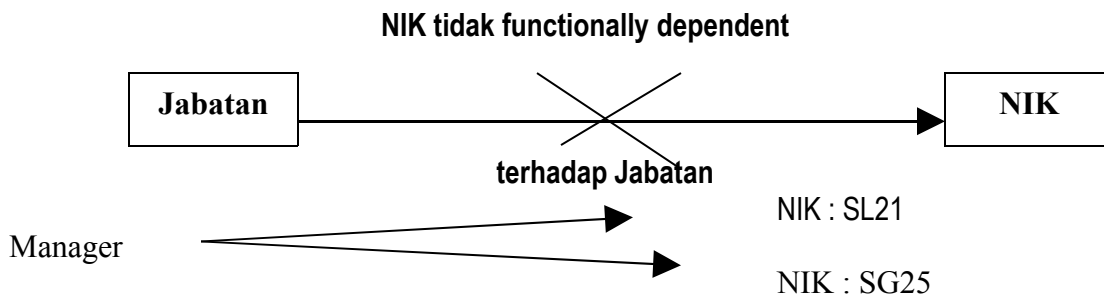 NIK tidak functionally dependent
Jabatan
NIK
terhadap Jabatan
NIK : SL21
Manager
NIK : SG25